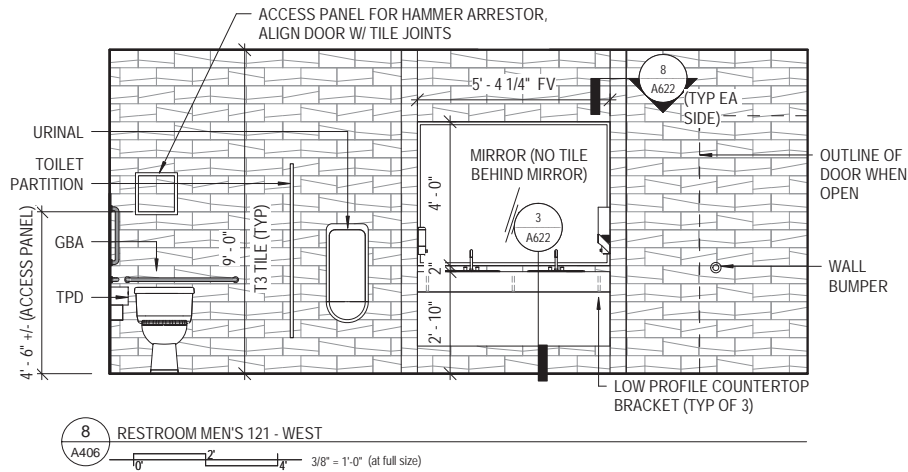 ACCESS PANEL FOR HAMMER ARRESTOR,
ALIGN DOOR W/ TILE JOINTS
5' - 4 1/4" FV
8
A622
(TYP EA
SIDE)
URINAL
TOILET
PARTITION
MIRROR (NO TILE
BEHIND MIRROR)
OUTLINE OF
DOOR WHEN
OPEN
4' - 0"
3
A622
4' - 6" +/- (ACCESS PANEL)
GBA
9' - 0"
T3 TILE (TYP)
2"
WALL
BUMPER
TPD
2' - 10"
LOW PROFILE COUNTERTOP
BRACKET (TYP OF 3)
8
A406
RESTROOM MEN'S 121 - WEST
0'
2'
4'
3/8" = 1'-0" (at full size)